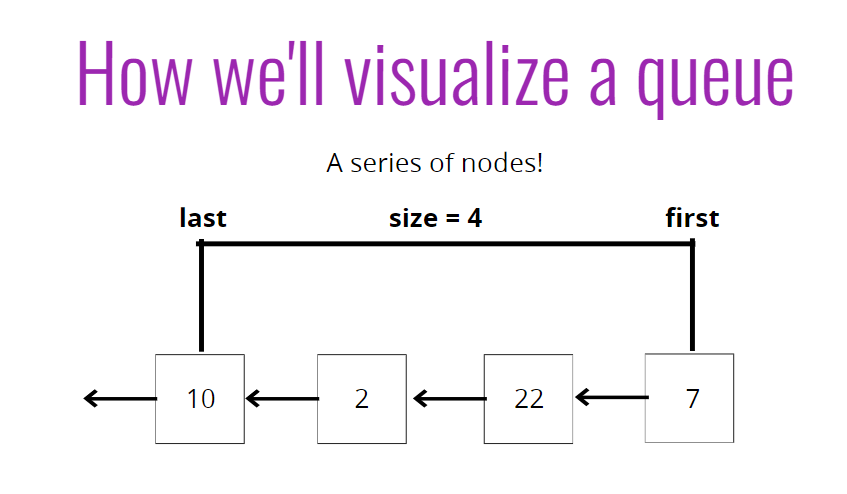 How we'll visualize a queue
A series of nodes!
last size = 4 first
10 2 22 7